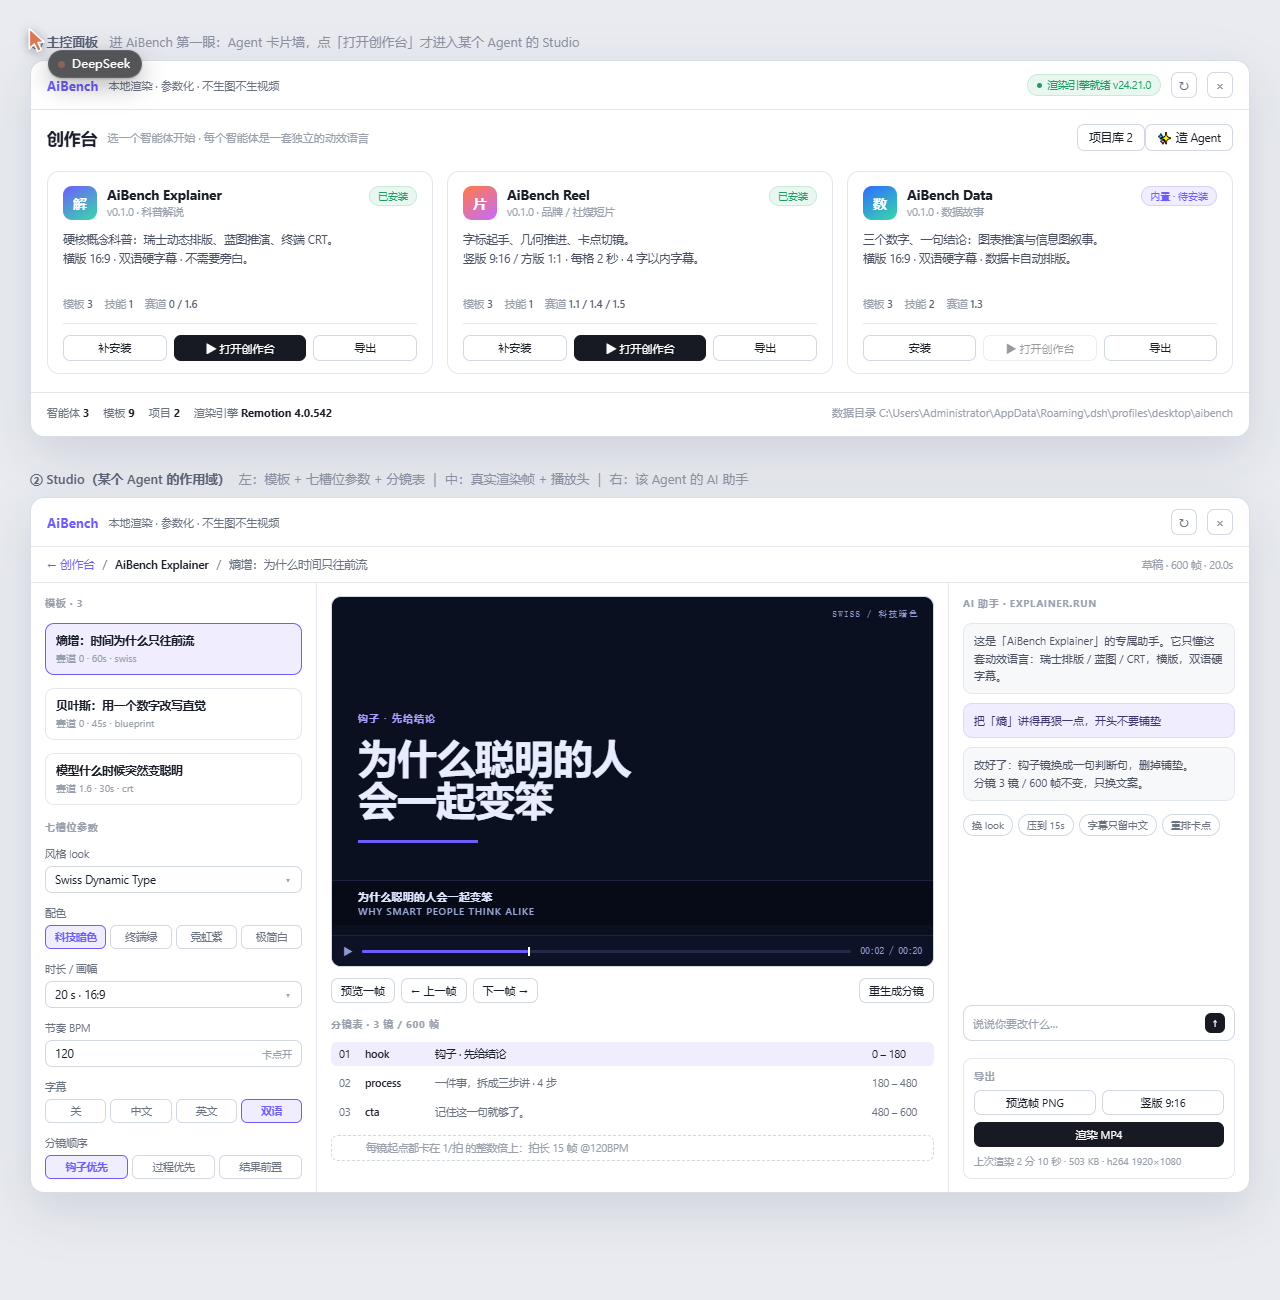 主控面板 进 AiBench 第一眼：Agent 卡片墙，点「打开创作台」才进入某个 Agent 的 Studio
DeepSeek
AiBench 本地渲染 · 参数化 · 不生图不生视频
渲染引擎就绪 v24.21.0
↻
×
创作台 选一个智能体开始 · 每个智能体是一套独立的动效语言
项目库 2
造 Agent
解
AiBench Explainer
v0.1.0 · 科普解说
已安装
硬核概念科普：瑞士动态排版、蓝图推演、终端 CRT。
横版 16:9 · 双语硬字幕 · 不需要旁白。
模板 3 技能 1 赛道 0 / 1.6
补安装
▶ 打开创作台
导出
片
AiBench Reel
v0.1.0 · 品牌 / 社媒短片
已安装
字标起手、几何推进、卡点切镜。
竖版 9:16 / 方版 1:1 · 每格 2 秒 · 4 字以内字幕。
模板 3 技能 1 赛道 1.1 / 1.4 / 1.5
补安装
▶ 打开创作台
导出
数
AiBench Data
v0.1.0 · 数据故事
内置 · 待安装
三个数字、一句结论：图表推演与信息图叙事。
横版 16:9 · 双语硬字幕 · 数据卡自动排版。
模板 3 技能 2 赛道 1.3
安装
▶ 打开创作台
导出
智能体 3 模板 9 项目 2 渲染引擎 Remotion 4.0.542
数据目录 C:\Users\Administrator\AppData\Roaming\.dsh\profiles\desktop\aibench
② Studio（某个 Agent 的作用域） 左：模板 + 七槽位参数 + 分镜表 | 中：真实渲染帧 + 播放头 | 右：该 Agent 的 AI 助手
AiBench 本地渲染 · 参数化 · 不生图不生视频
↻
×
← 创作台 / AiBench Explainer / 熵增：为什么时间只往前流
草稿 · 600 帧 · 20.0s
模板 · 3
熵增：时间为什么只往前流
赛道 0 · 60s · swiss
贝叶斯：用一个数字改写直觉
赛道 0 · 45s · blueprint
模型什么时候突然变聪明
赛道 1.6 · 30s · crt
七槽位参数
风格 look
Swiss Dynamic Type
配色
科技暗色
终端绿
霓虹紫
极简白
时长 / 画幅
20 s · 16:9
节奏 BPM
120
卡点开
字幕
关
中文
英文
双语
分镜顺序
钩子优先
过程优先
结果前置
SWISS / 科技暗色
钩子 · 先给结论
为什么聪明的人
会一起变笨
为什么聪明的人会一起变笨
WHY SMART PEOPLE THINK ALIKE
00:02 / 00:20
预览一帧
← 上一帧
下一帧 →
重生成分镜
分镜表 · 3 镜 / 600 帧
01 hook 钩子 · 先给结论 0 – 180
02 process 一件事，拆成三步讲 · 4 步 180 – 480
03 cta 记住这一句就够了。 480 – 600
每镜起点都卡在 1/拍 的整数倍上：拍长 15 帧 @120BPM
AI 助手 · EXPLAINER.RUN
这是「AiBench Explainer」的专属助手。它只懂这
套动效语言：瑞士排版 / 蓝图 / CRT，横版，双语硬
字幕。
把「熵」讲得再狠一点，开头不要铺垫
改好了：钩子镜换成一句判断句，删掉铺垫。
分镜 3 镜 / 600 帧不变，只换文案。
换 look
压到 15s
字幕只留中文
重排卡点
说说你要改什么…
↑
导出
预览帧 PNG
竖版 9:16
渲染 MP4
上次渲染 2 分 10 秒 · 503 KB · h264 1920×1080